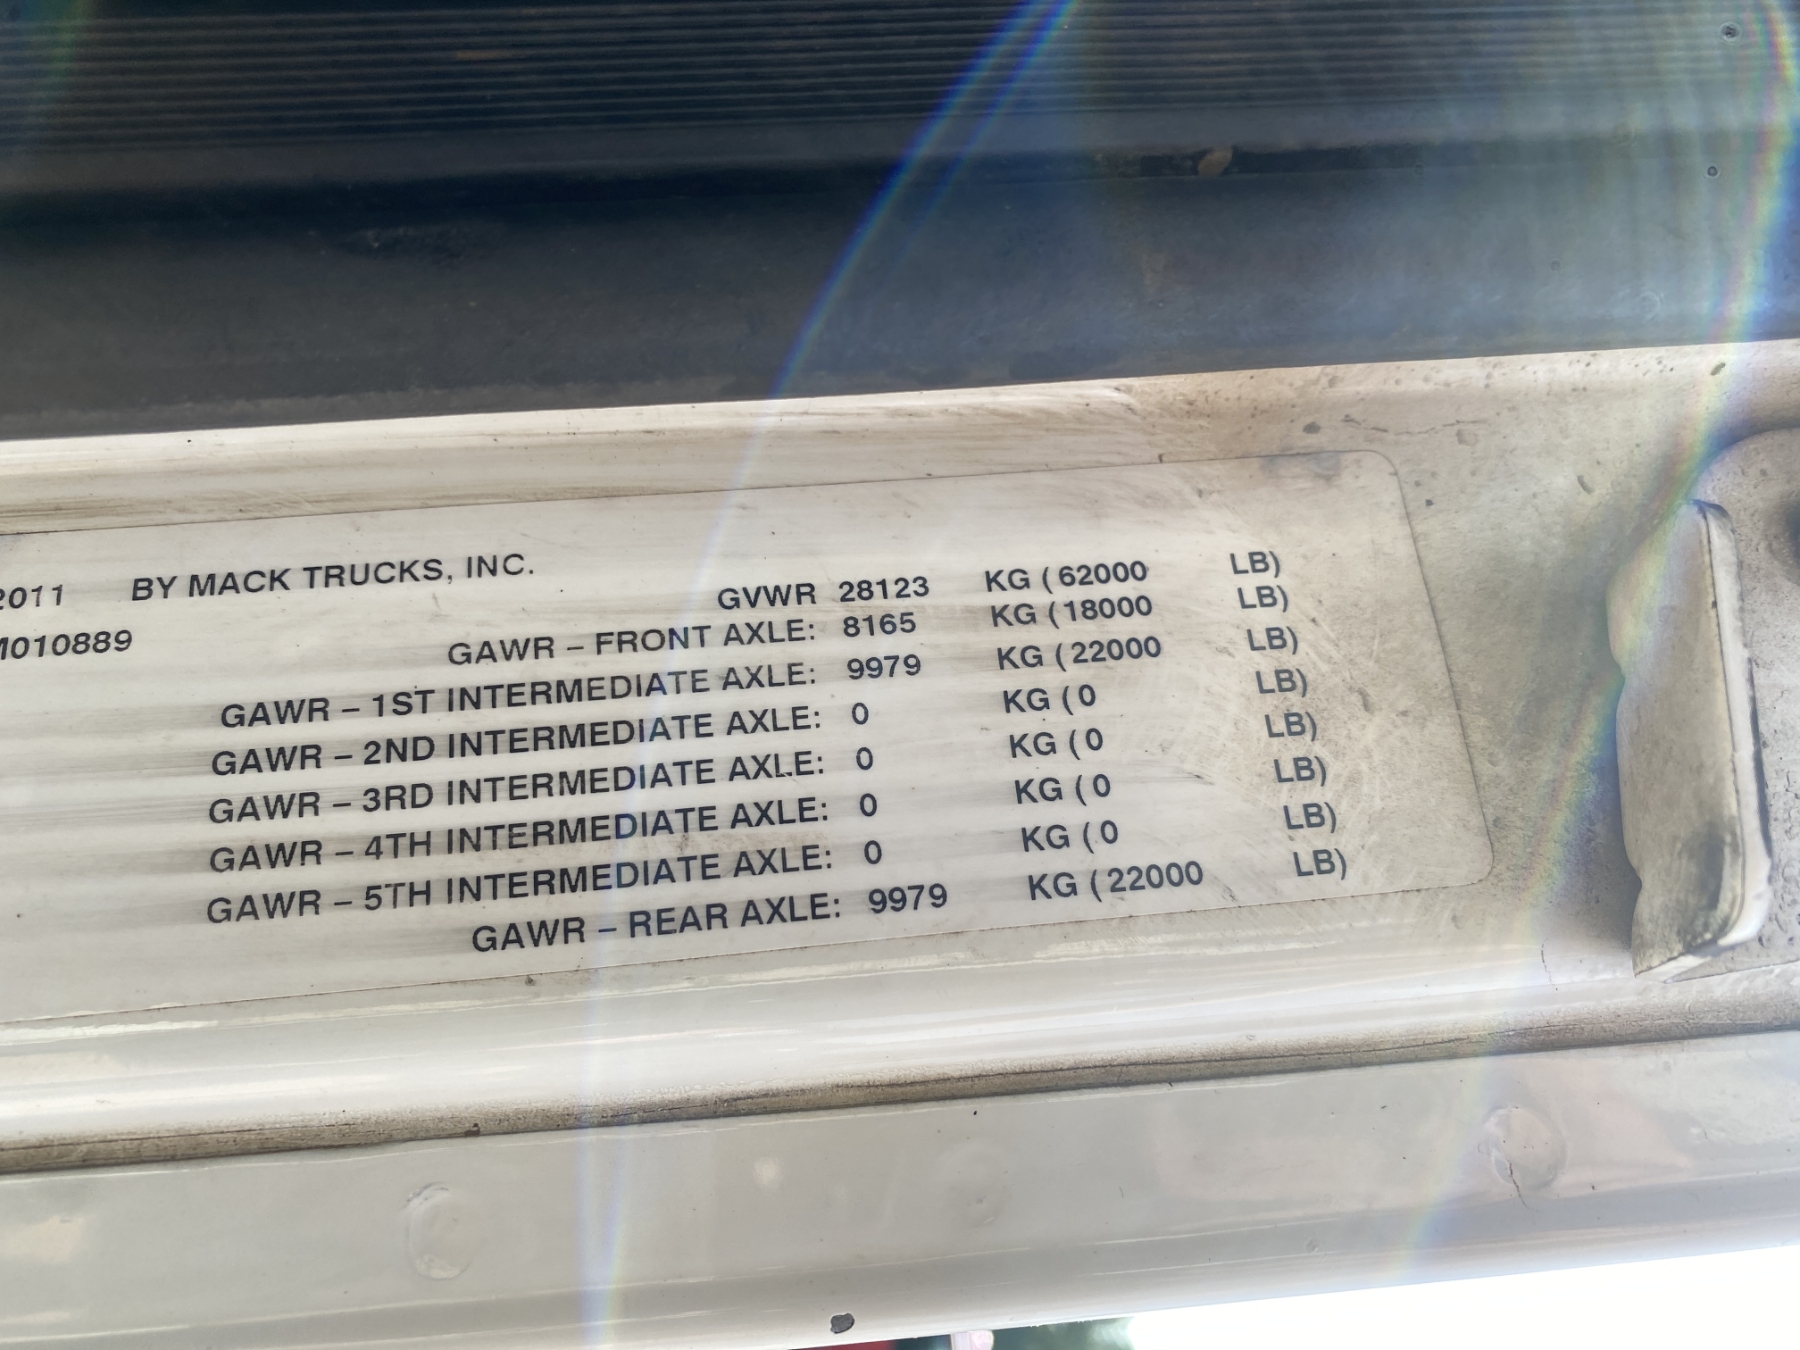 2011 BY MACK TRUCKS, INC.
GVWR 28123 KG (62000 LB)
M010889
GAWR – FRONT AXLE: 8165 KG (18000 LB)
GAWR – 1ST INTERMEDIATE AXLE: 9979 KG (22000 LB)
GAWR – 2ND INTERMEDIATE AXLE: 0 KG (0 LB)
GAWR – 3RD INTERMEDIATE AXLE: 0 KG (0 LB)
GAWR – 4TH INTERMEDIATE AXLE: 0 KG (0 LB)
GAWR – 5TH INTERMEDIATE AXLE: 0 KG (0 LB)
GAWR – REAR AXLE: 9979 KG (22000 LB)